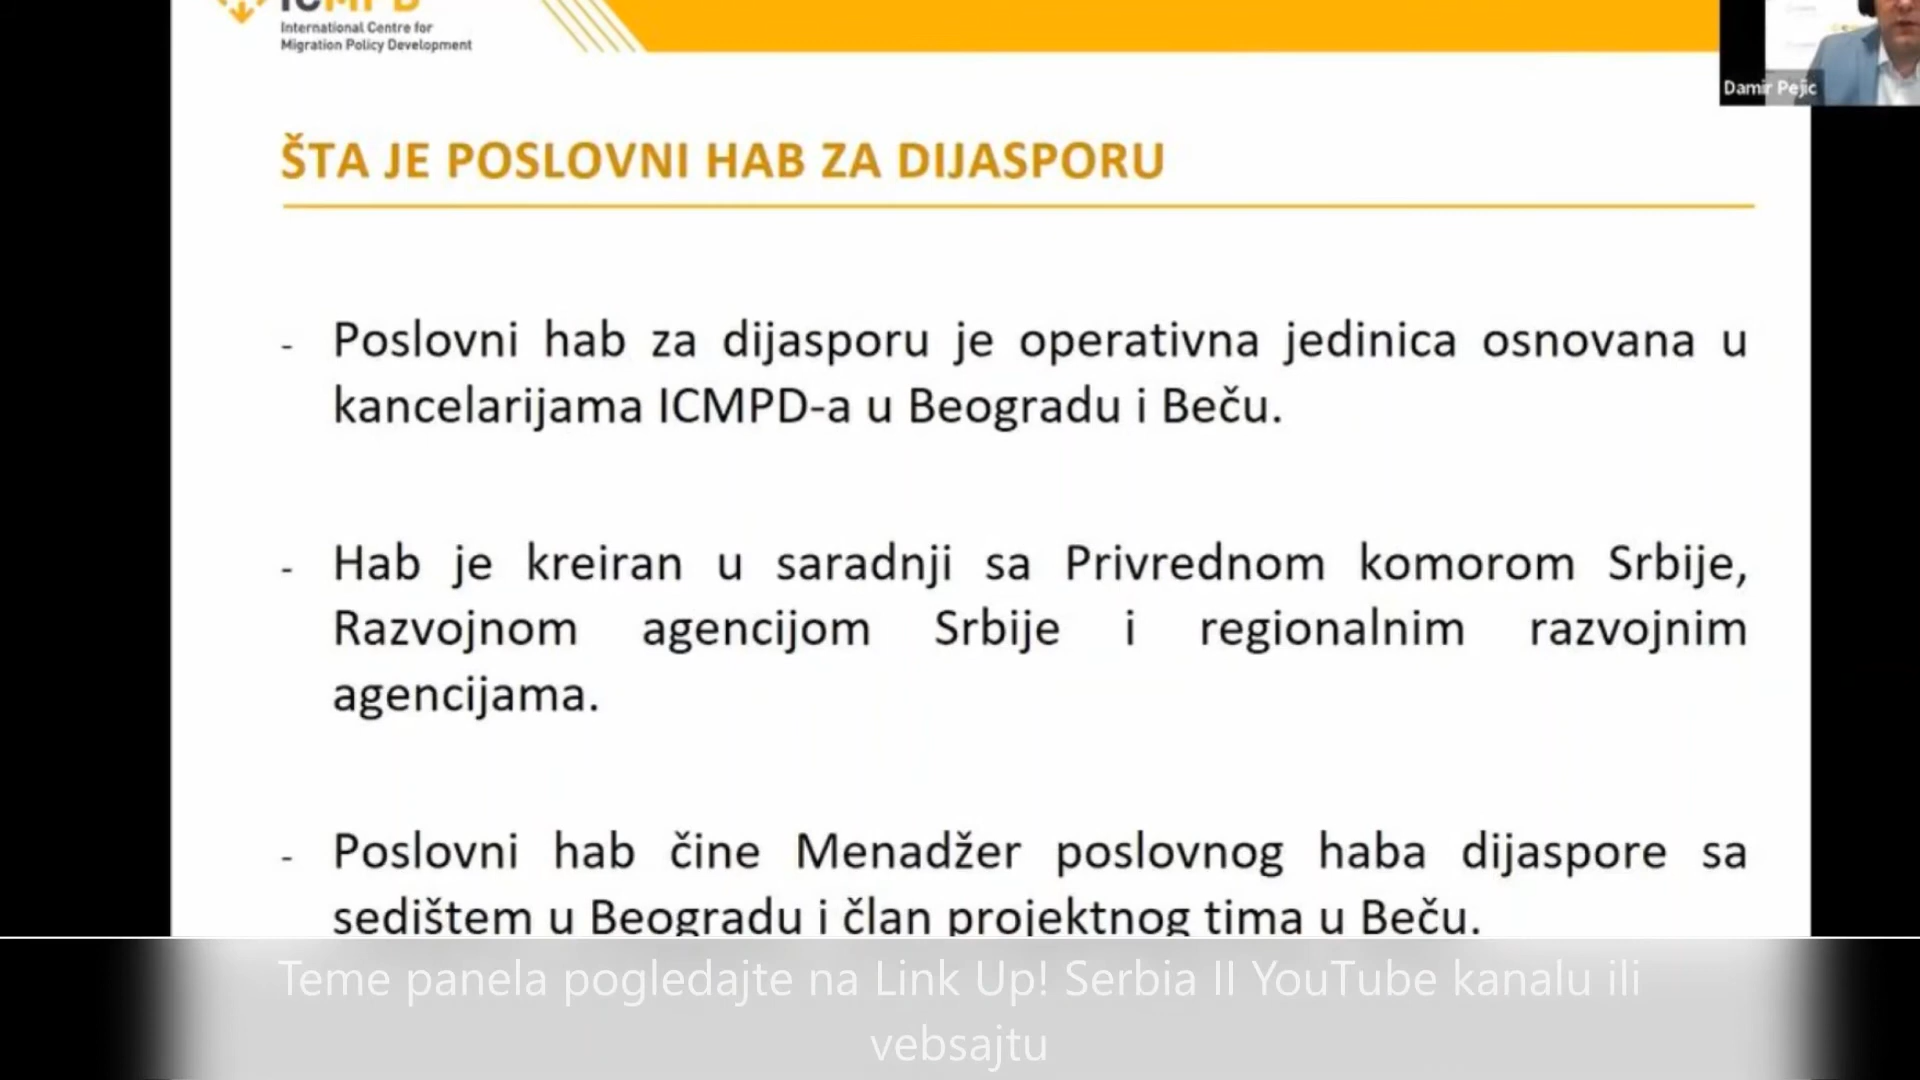 ICMPD
International Centre for
Migration Policy Development
Damir Pejic
ŠTA JE POSLOVNI HAB ZA DIJASPORU
- Poslovni hab za dijasporu je operativna jedinica osnovana u
kancelarijama ICMPD-a u Beogradu i Beču.
- Hab je kreiran u saradnji sa Privrednom komorom Srbije,
Razvojnom agencijom Srbije i regionalnim razvojnim
agencijama.
- Poslovni hab čine Menadžer poslovnog haba dijaspore sa
sedištem u Beogradu i član projektnog tima u Beču.
Teme panela pogledajte na Link Up! Serbia II YouTube kanalu ili
vebsajtu